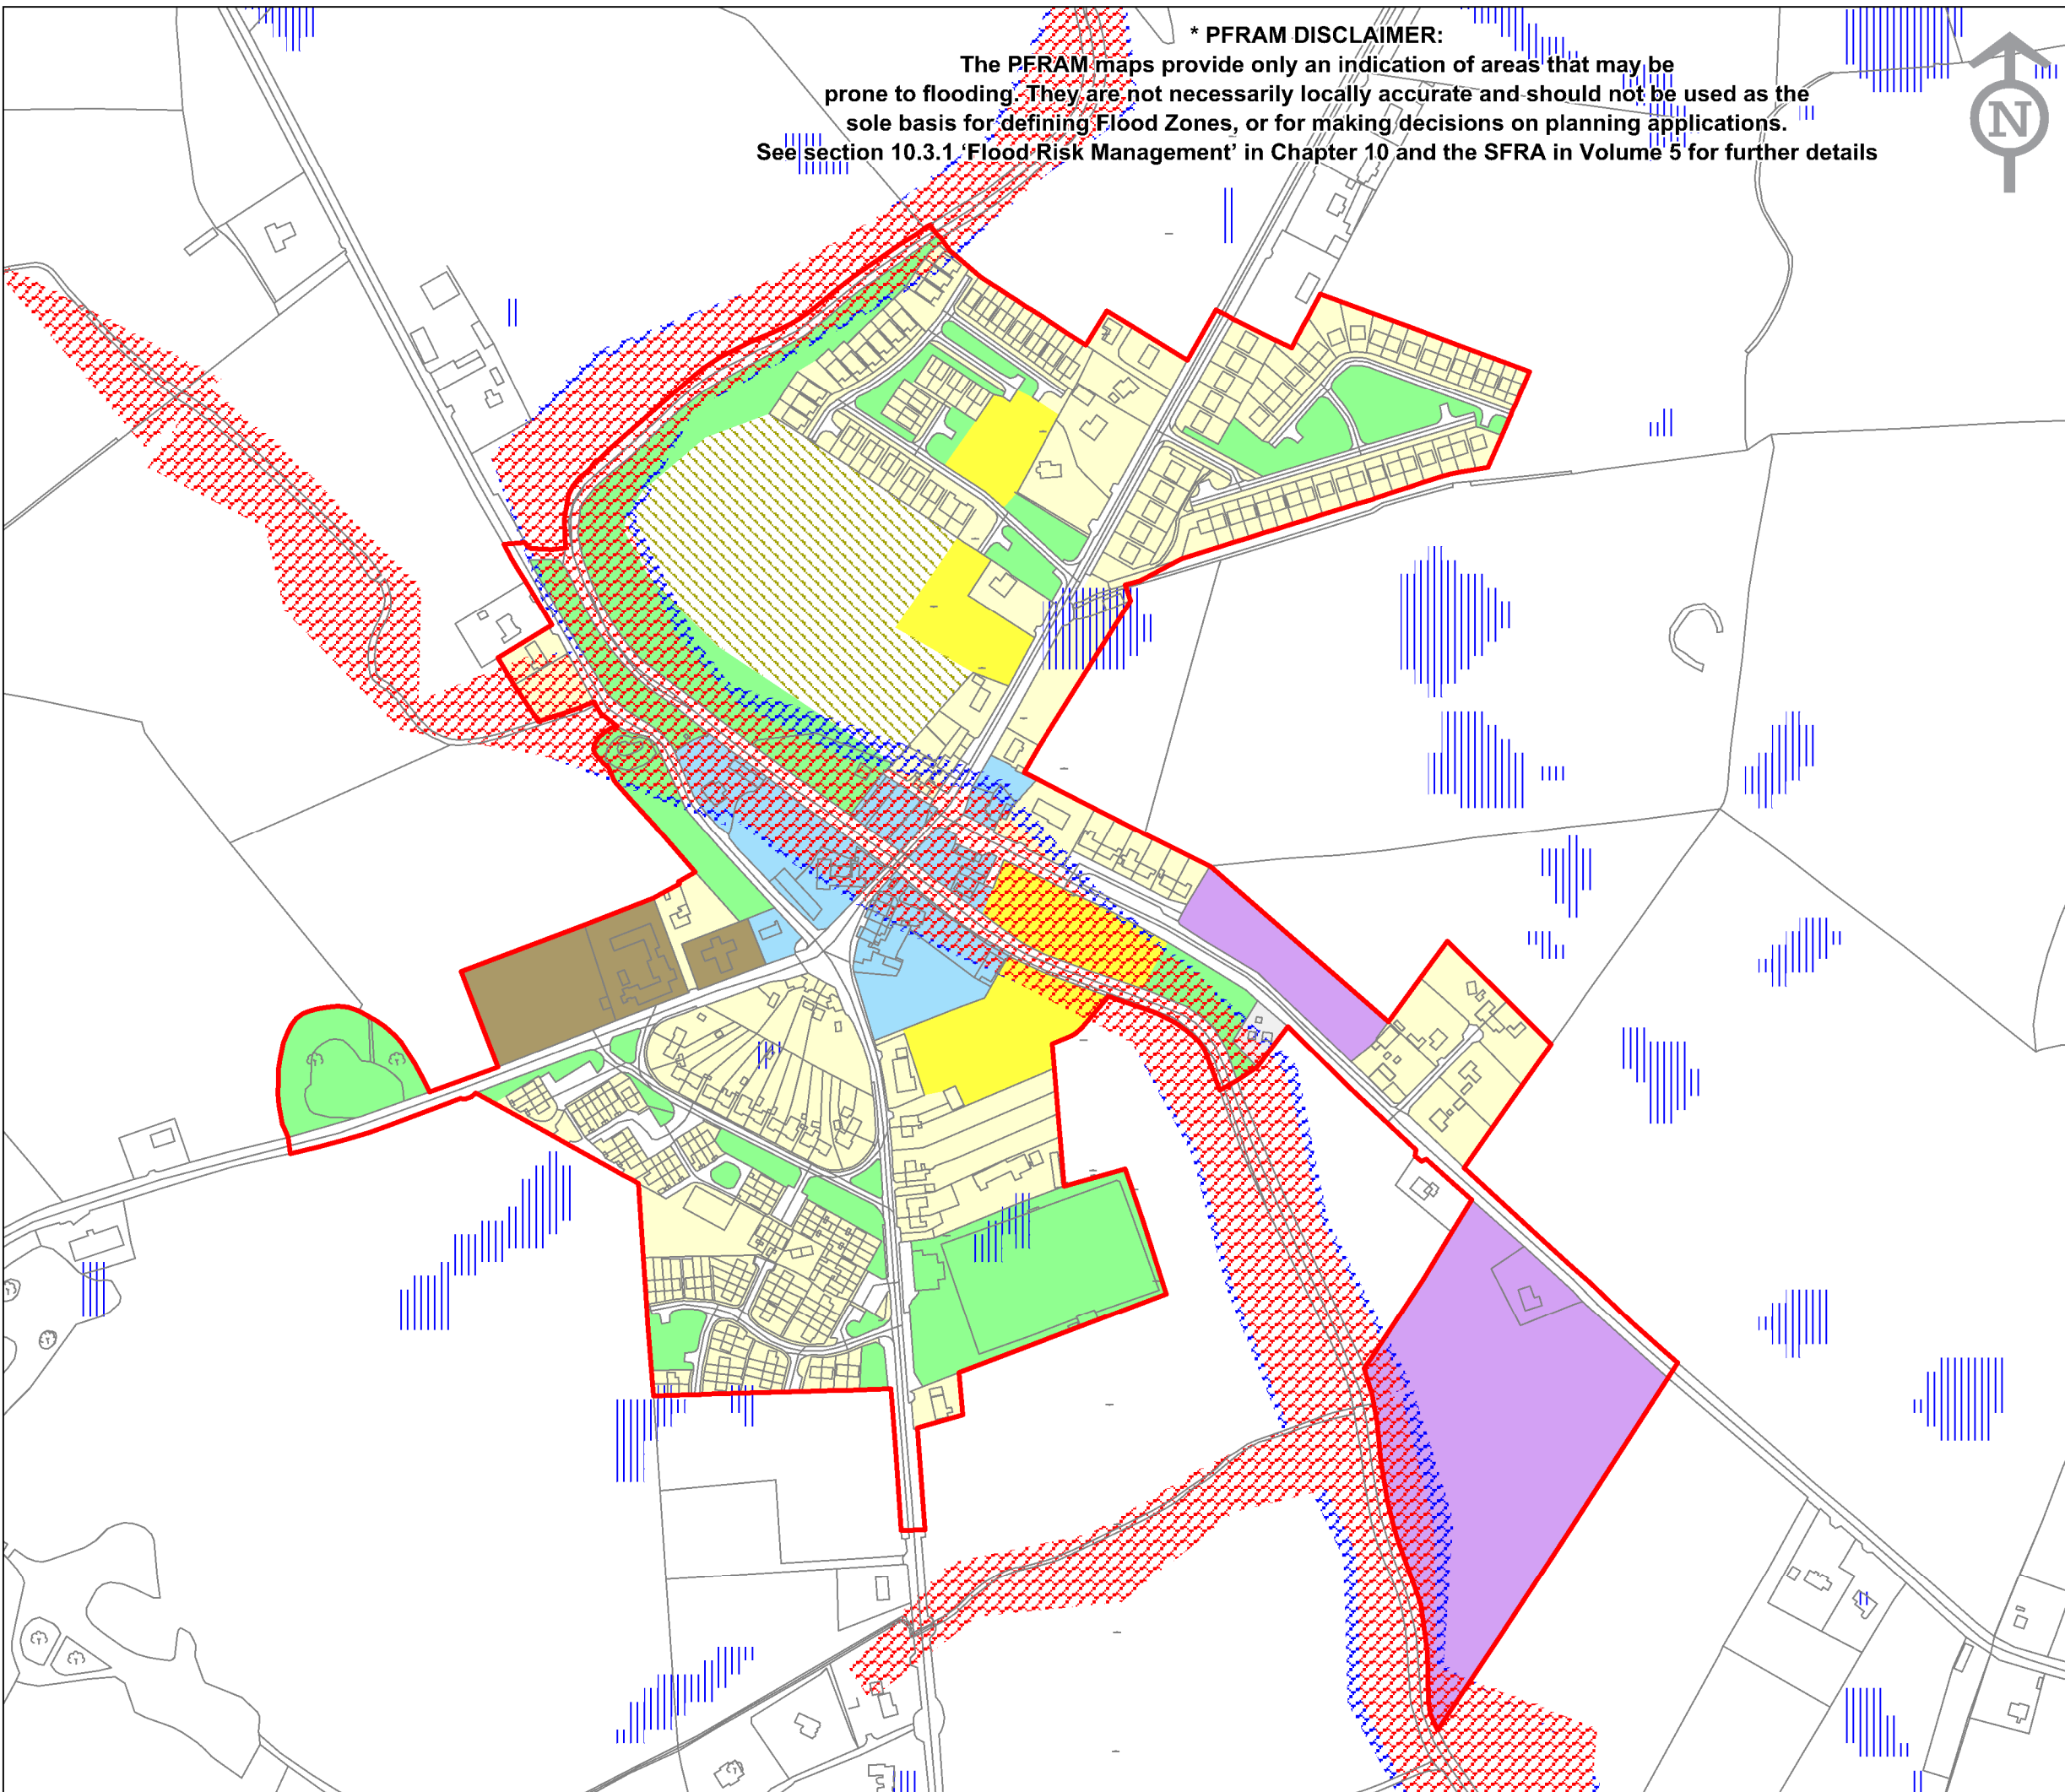 * PFRAM DISCLAIMER:
The PFRAM maps provide only an indication of areas that may be
prone to flooding. They are not necessarily locally accurate and should not be used as the
sole basis for defining Flood Zones, or for making decisions on planning applications.
See section 10.3.1 ‘Flood Risk Management’ in Chapter 10 and the SFRA in Volume 5 for further details
N